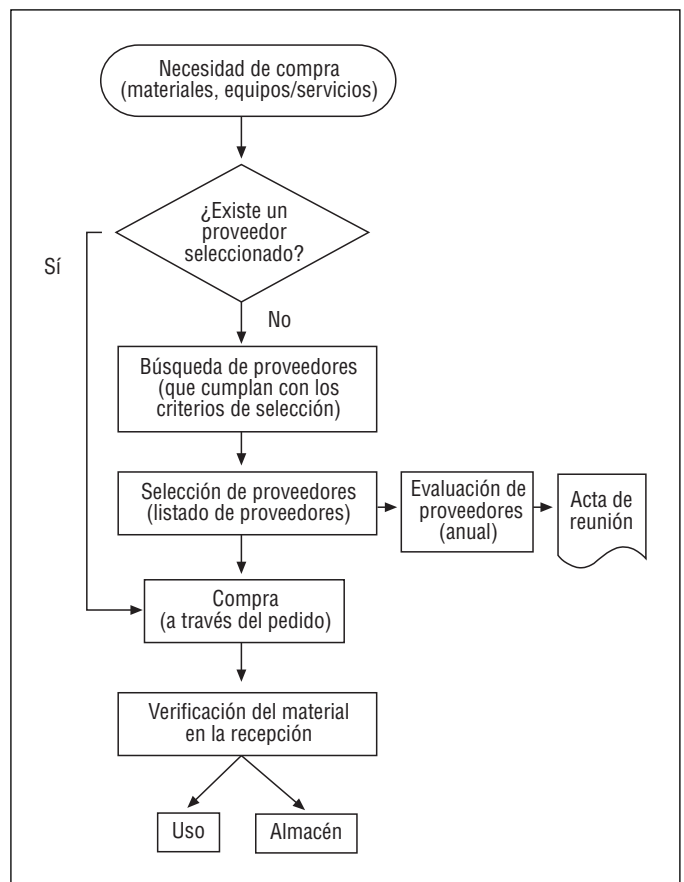 Necesidad de compra
(materiales, equipos/servicios)
¿Existe un
proveedor
seleccionado?
Sí
No
Búsqueda de proveedores
(que cumplan con los
criterios de selección)
Selección de proveedores
(listado de proveedores)
Evaluación de
proveedores
(anual)
Acta de
reunión
Compra
(a través del pedido)
Verificación del material
en la recepción
Uso
Almacén